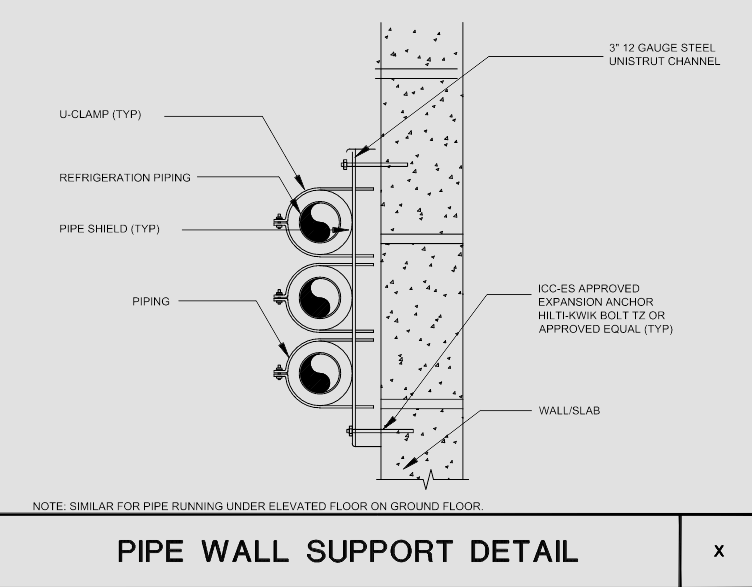 3" 12 GAUGE STEEL
UNISTRUT CHANNEL
U-CLAMP (TYP)
REFRIGERATION PIPING
PIPE SHIELD (TYP)
PIPING
ICC-ES APPROVED
EXPANSION ANCHOR
HILTI-KWIK BOLT TZ OR
APPROVED EQUAL (TYP)
WALL/SLAB
NOTE: SIMILAR FOR PIPE RUNNING UNDER ELEVATED FLOOR ON GROUND FLOOR.
PIPE WALL SUPPORT DETAIL
X